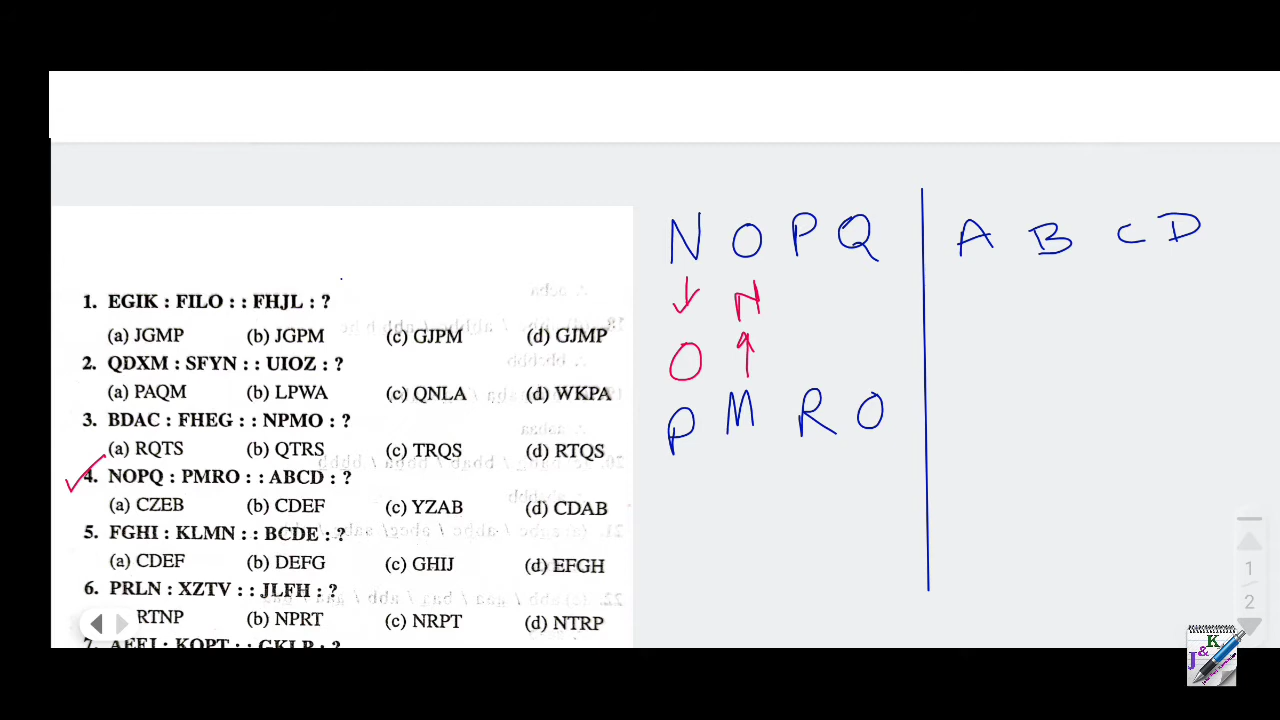 1. EGIK : FILO : : FHJL : ?
(a) JGMP (b) JGPM (c) GJPM (d) GJMP
2. QDXM : SFYN : : UIOZ : ?
(a) PAQM (b) LPWA (c) QNLA (d) WKPA
3. BDAC : FHEG : : NPMO : ?
(a) RQTS (b) QTRS (c) TRQS (d) RTQS
4. NOPQ : PMRO : : ABCD : ?
(a) CZEB (b) CDEF (c) YZAB (d) CDAB
5. FGHI : KLMN : : BCDE : ?
(a) CDEF (b) DEFG (c) GHIJ (d) EFGH
6. PRLN : XZTV : : JLFH : ?
RTNP (b) NPRT (c) NRPT (d) NTRP
N O P Q A B C D
N
O
P M R O
1
2
J & K